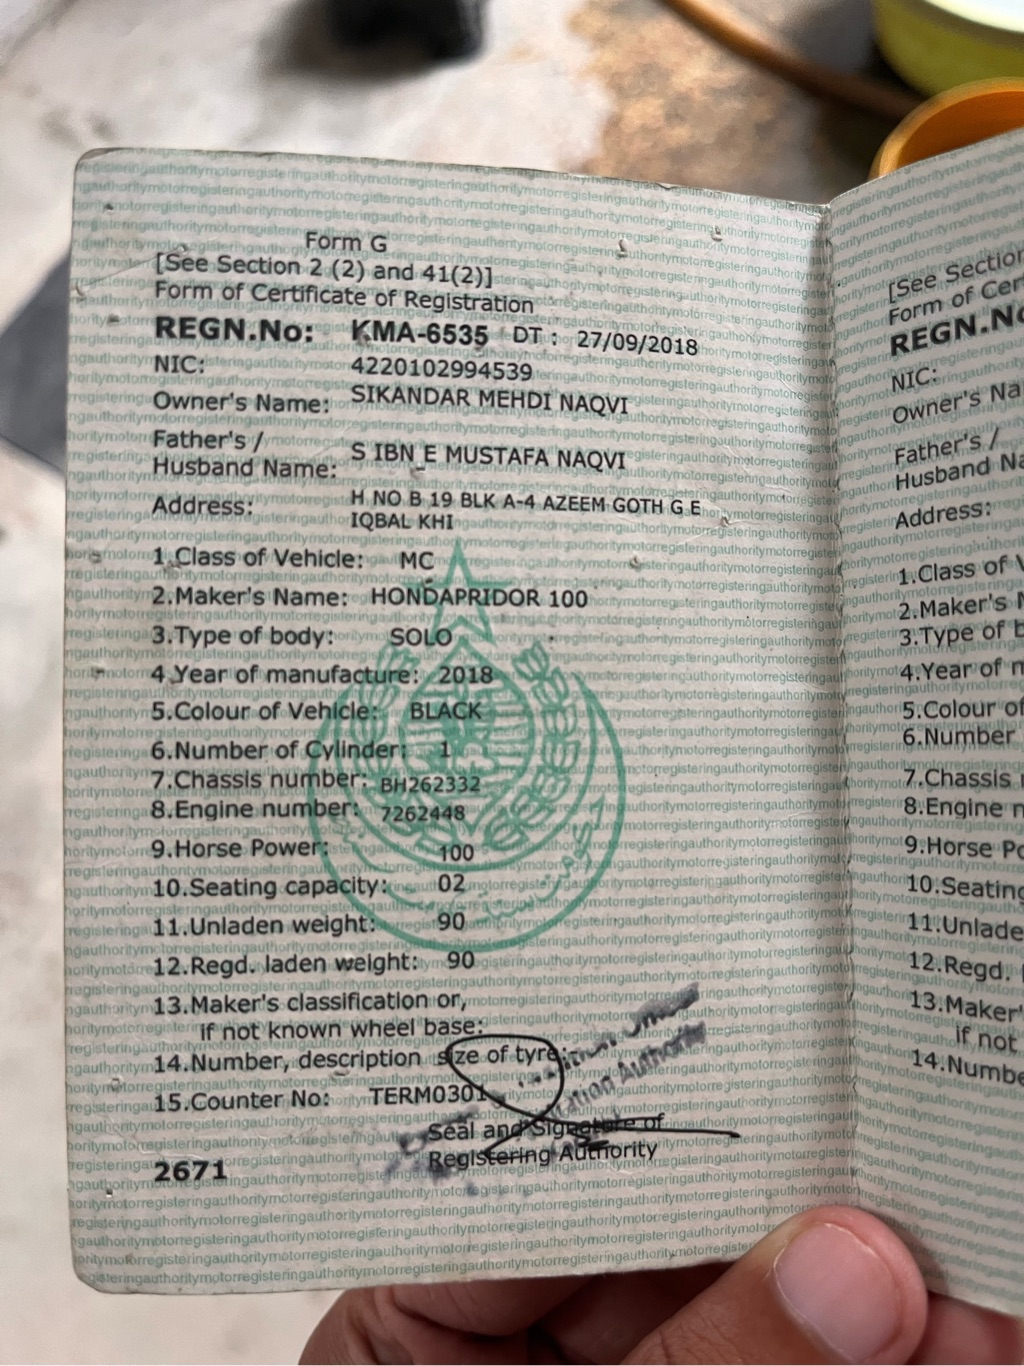 Form G
[See Section 2 (2) and 41(2)]
Form of Certificate of Registration
REGN.No: KMA-6535 DT : 27/09/2018
NIC: 4220102994539
Owner's Name: SIKANDAR MEHDI NAQVI
Father's /
Husband Name: S IBN E MUSTAFA NAQVI
Address: H NO B 19 BLK A-4 AZEEM GOTH G E
IQBAL KHI
1.Class of Vehicle: MC
2.Maker's Name: HONDAPRIDOR 100
3.Type of body: SOLO
4.Year of manufacture: 2018
5.Colour of Vehicle: BLACK
6.Number of Cylinder: 1
7.Chassis number: BH262332
8.Engine number: 7262448
9.Horse Power: 100
10.Seating capacity: 02
11.Unladen weight: 90
12.Regd. laden weight: 90
13.Maker's classification or,
if not known wheel base:
14.Number, description size of tyre:
15.Counter No: TERM0301
Authority
Seal and Signature of
Registering Authority
2671
[See Section
Form of Cer
REGN.No
NIC:
Owner's Na
Father's /
Husband Na
Address:
1.Class of V
2.Maker's N
3.Type of b
4.Year of m
5.Colour of
6.Number
7.Chassis
8.Engine n
9.Horse Po
10.Seating
11.Unlade
12.Regd.
13.Maker'
if not
14.Numbe